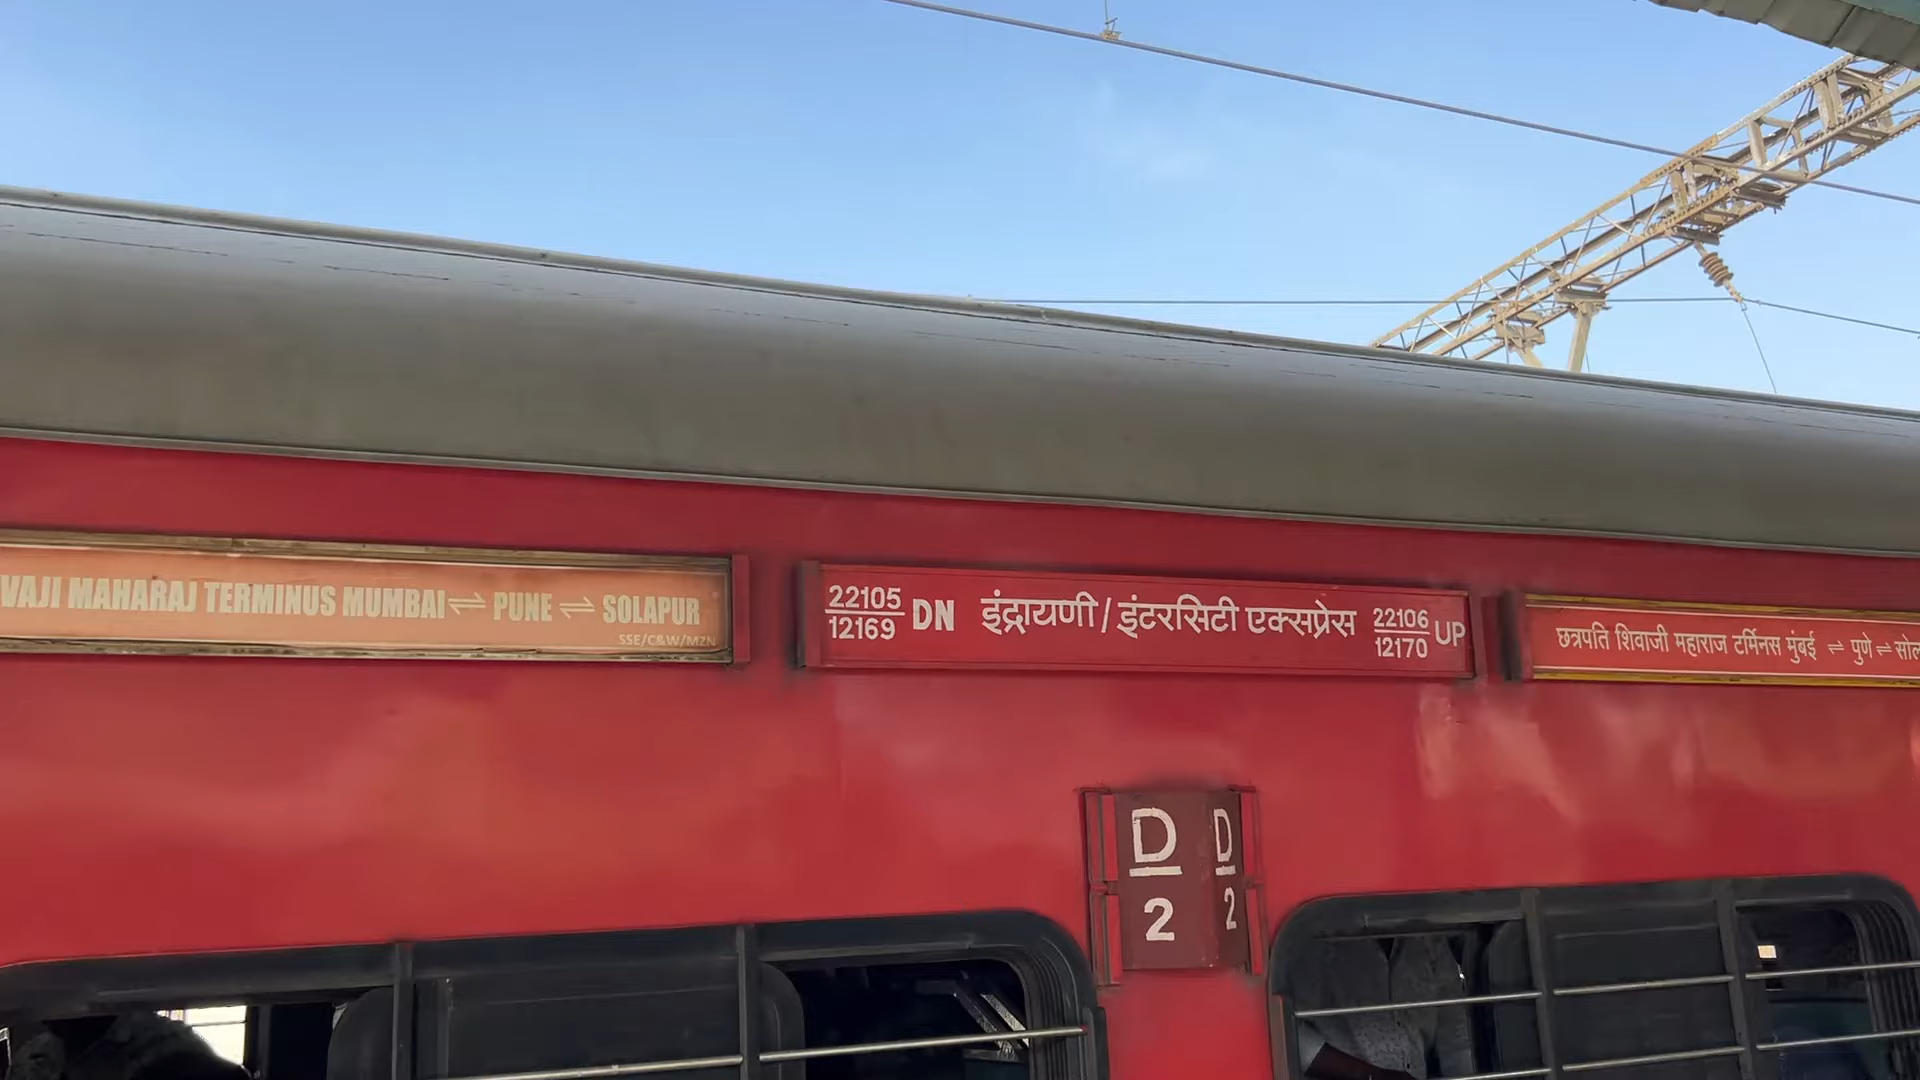 VAJI MAHARAJ TERMINUS MUMBAI ⇌ PUNE ⇌ SOLAPUR
SSE/C&W/MZN
22105 DN इंद्रायणी/इंटरसिटी एक्सप्रेस 22106 UP
12169 12170
छत्रपति शिवाजी महाराज टर्मिनस मुंबई ⇌ पुणे ⇌ सोल
D D
2 2